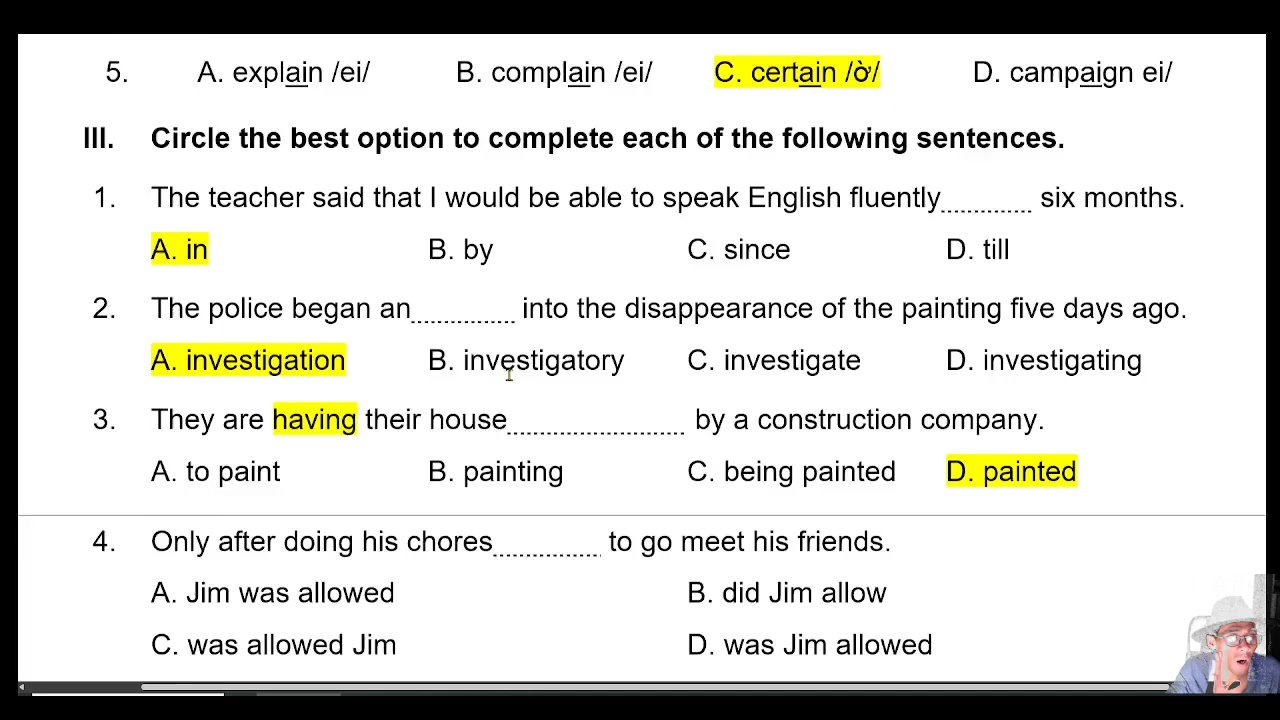 5. A. explain /ei/ B. complain /ei/ C. certain /ờ/ D. campaign ei/
III. Circle the best option to complete each of the following sentences.
1. The teacher said that I would be able to speak English fluently............ six months.
A. in B. by C. since D. till
2. The police began an.............. into the disappearance of the painting five days ago.
A. investigation B. investigatory C. investigate D. investigating
3. They are having their house........................ by a construction company.
A. to paint B. painting C. being painted D. painted
4. Only after doing his chores.............. to go meet his friends.
A. Jim was allowed B. did Jim allow
C. was allowed Jim D. was Jim allowed